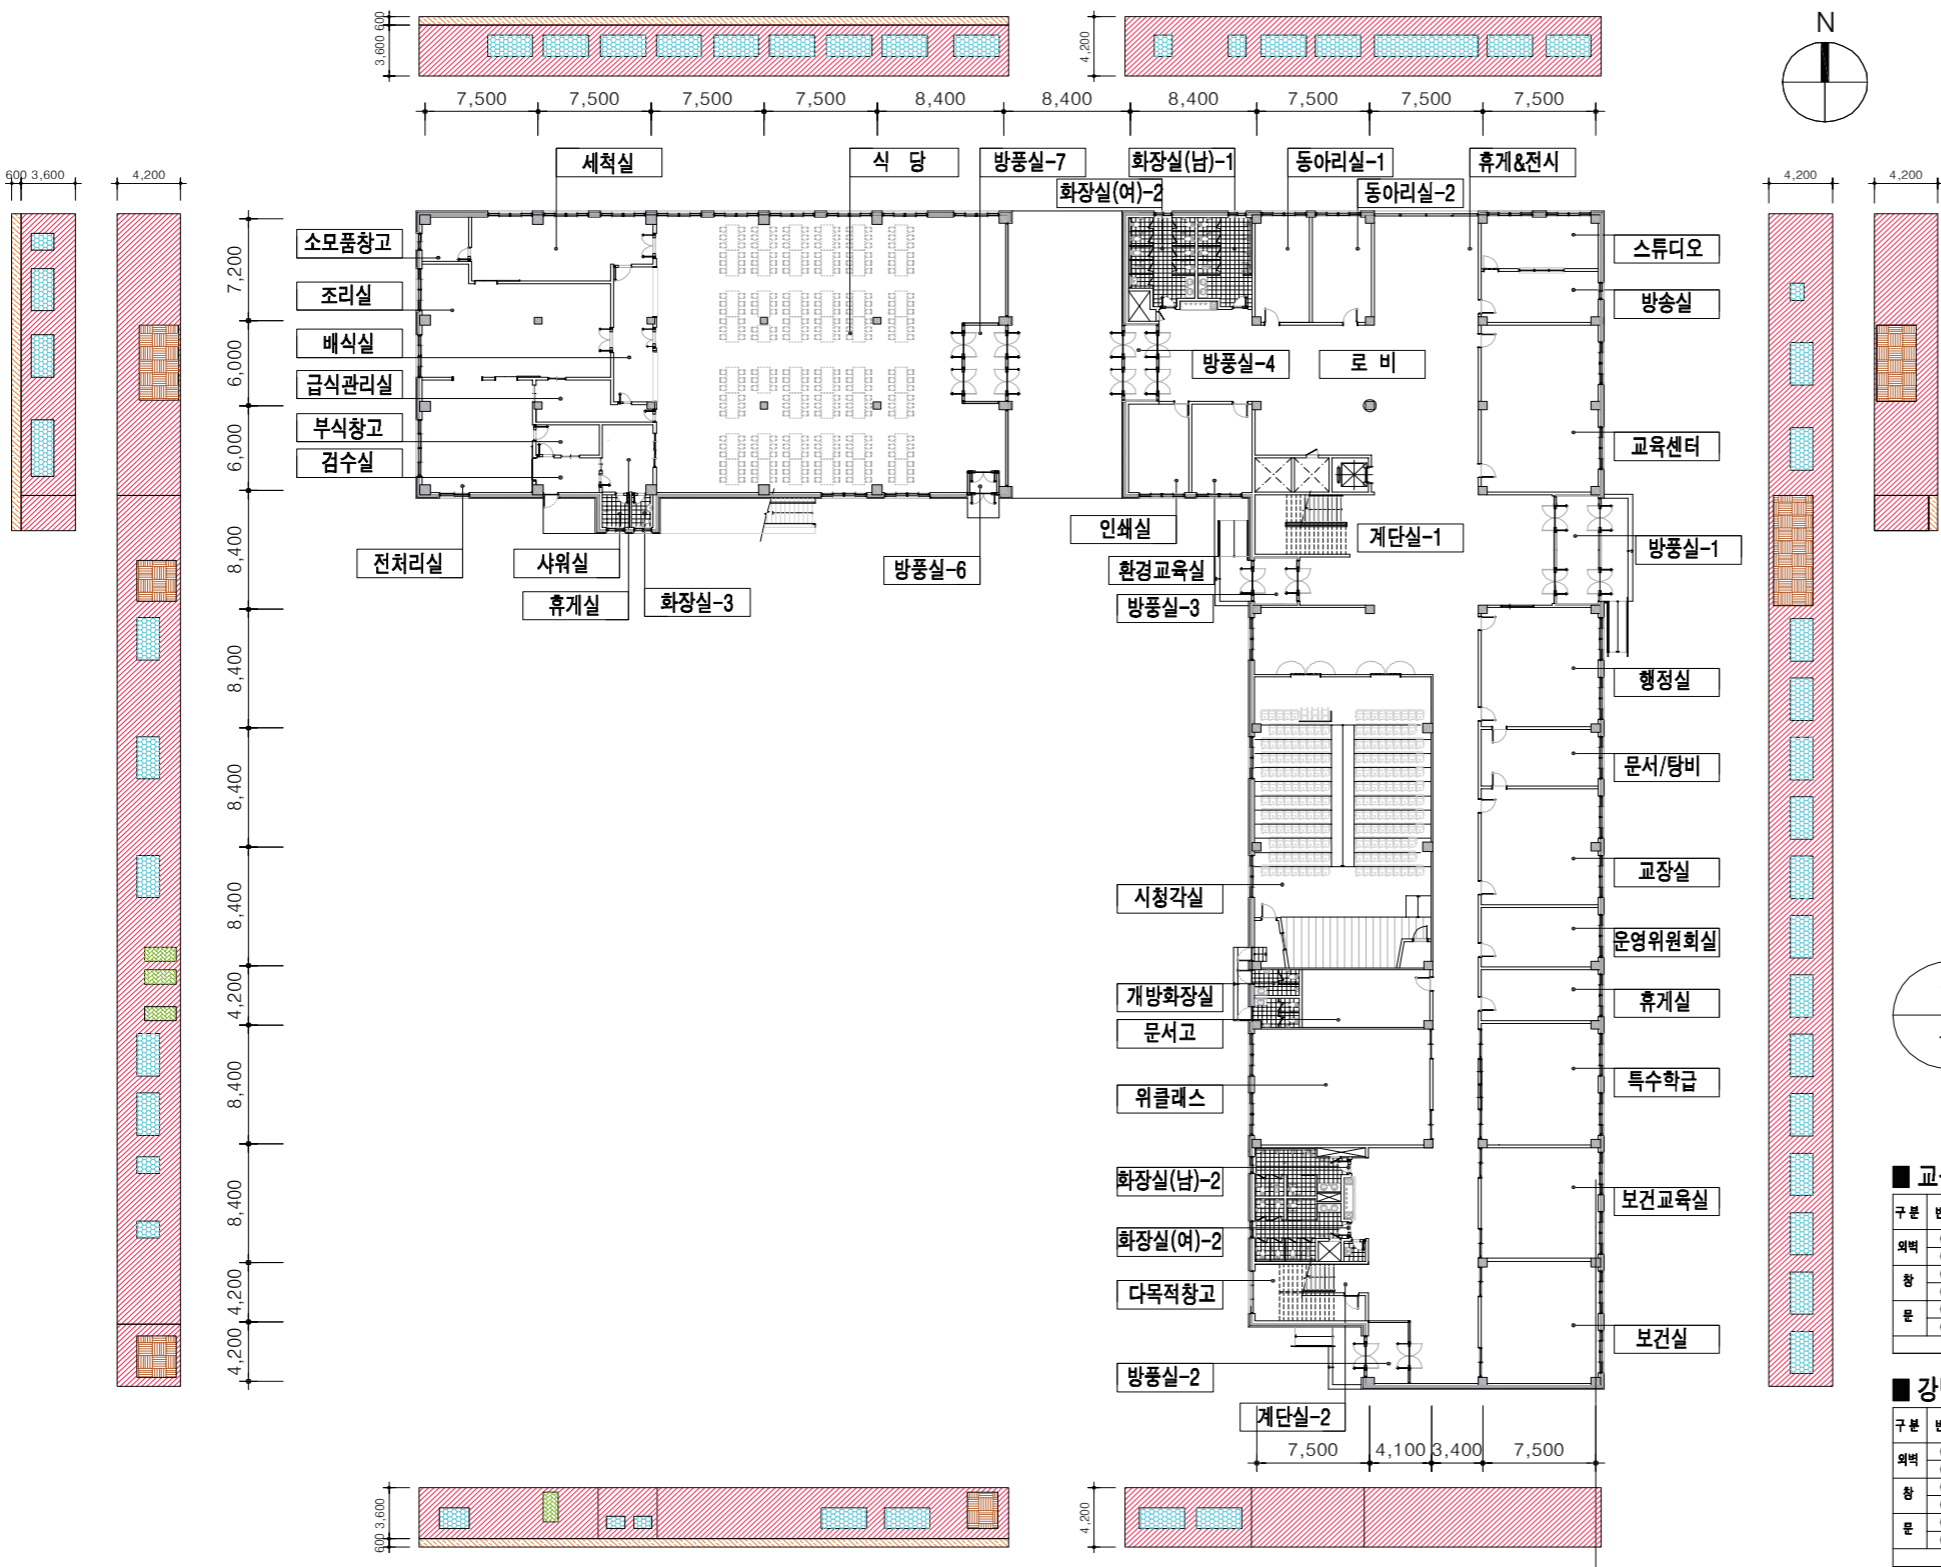 3,600 600
4,200
N
7,500 7,500 7,500 7,500 8,400 8,400 8,400 7,500 7,500 7,500
세척실
식 당
방풍실-7
화장실(남)-1
동아리실-1
휴게&전시
화장실(여)-2
동아리실-2
600 3,600
4,200
4,200
4,200
소모품창고
스튜디오
조리실
방송실
배식실
방풍실-4
로 비
급식관리실
부식창고
교육센터
검수실
인쇄실
계단실-1
방풍실-1
전처리실
샤워실
방풍실-6
환경교육실
휴게실
화장실-3
방풍실-3
7,200
6,000
6,000
8,400
8,400
8,400
8,400
4,200
8,400
8,400
4,200
4,200
행정실
문서/탕비
교장실
시청각실
운영위원회실
개방화장실
휴게실
문서고
위클래스
특수학급
화장실(남)-2
보건교육실
화장실(여)-2
다목적창고
보건실
방풍실-2
계단실-2
7,500 4,100 3,400 7,500
600 3,600
4,200
■ 교
구분
외벽
창
문
■ 강
구분
외벽
창
문